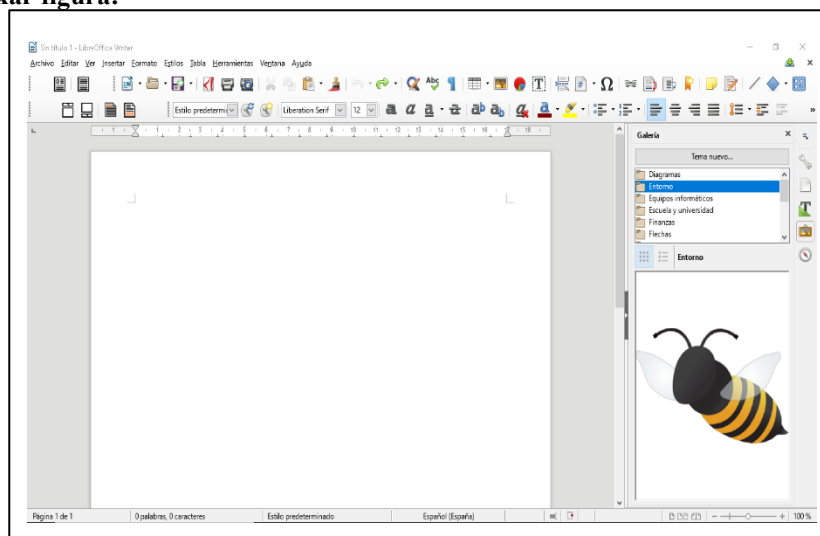 Sin título 1 - LibreOffice Writer
Archivo Editar Ver Insertar Formato Estilos Tabla Herramientas Ventana Ayuda
Estilo predetermi Liberation Serif 12
Galería
Tema nuevo...
Diagramas
Entorno
Equipos informáticos
Escuela y universidad
Finanzas
Flechas
Entorno
Página 1 de 1 0 palabras, 0 caracteres Estilo predeterminado Español (España) 100 %